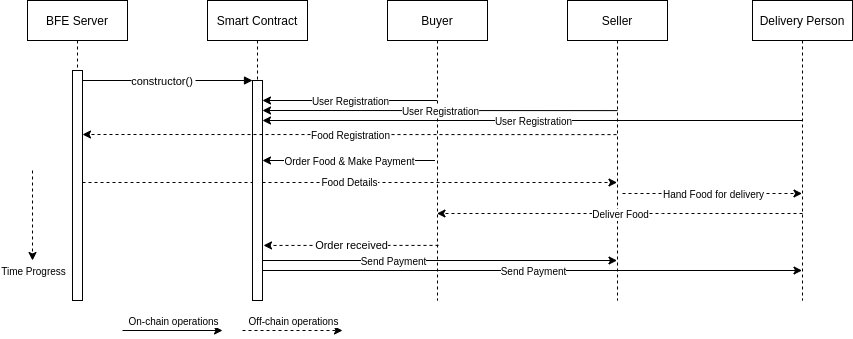 BFE Server
Smart Contract
Buyer
Seller
Delivery Person
constructor()
User Registration
User Registration
User Registration
Food Registration
Order Food & Make Payment
Food Details
Hand Food for delivery
Deliver Food
Order received
Send Payment
Send Payment
Time Progress
On-chain operations
Off-chain operations